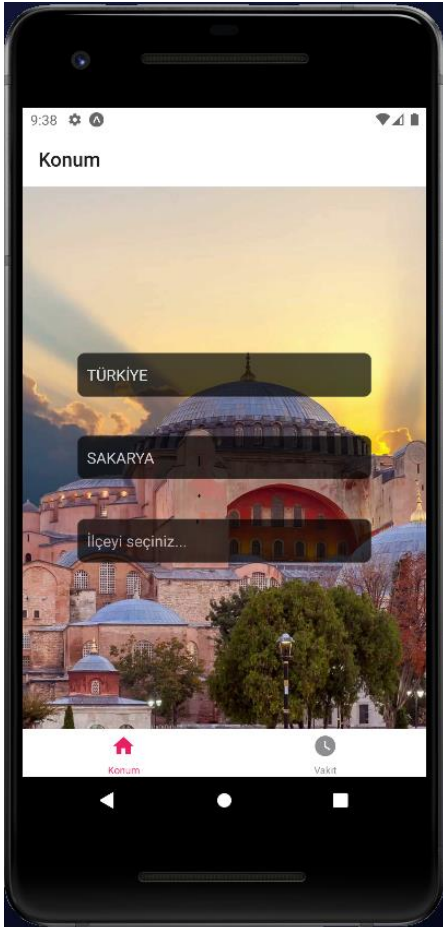 9:38
Konum
TÜRKİYE
SAKARYA
İlçeyi seçiniz...
Konum
Vakit